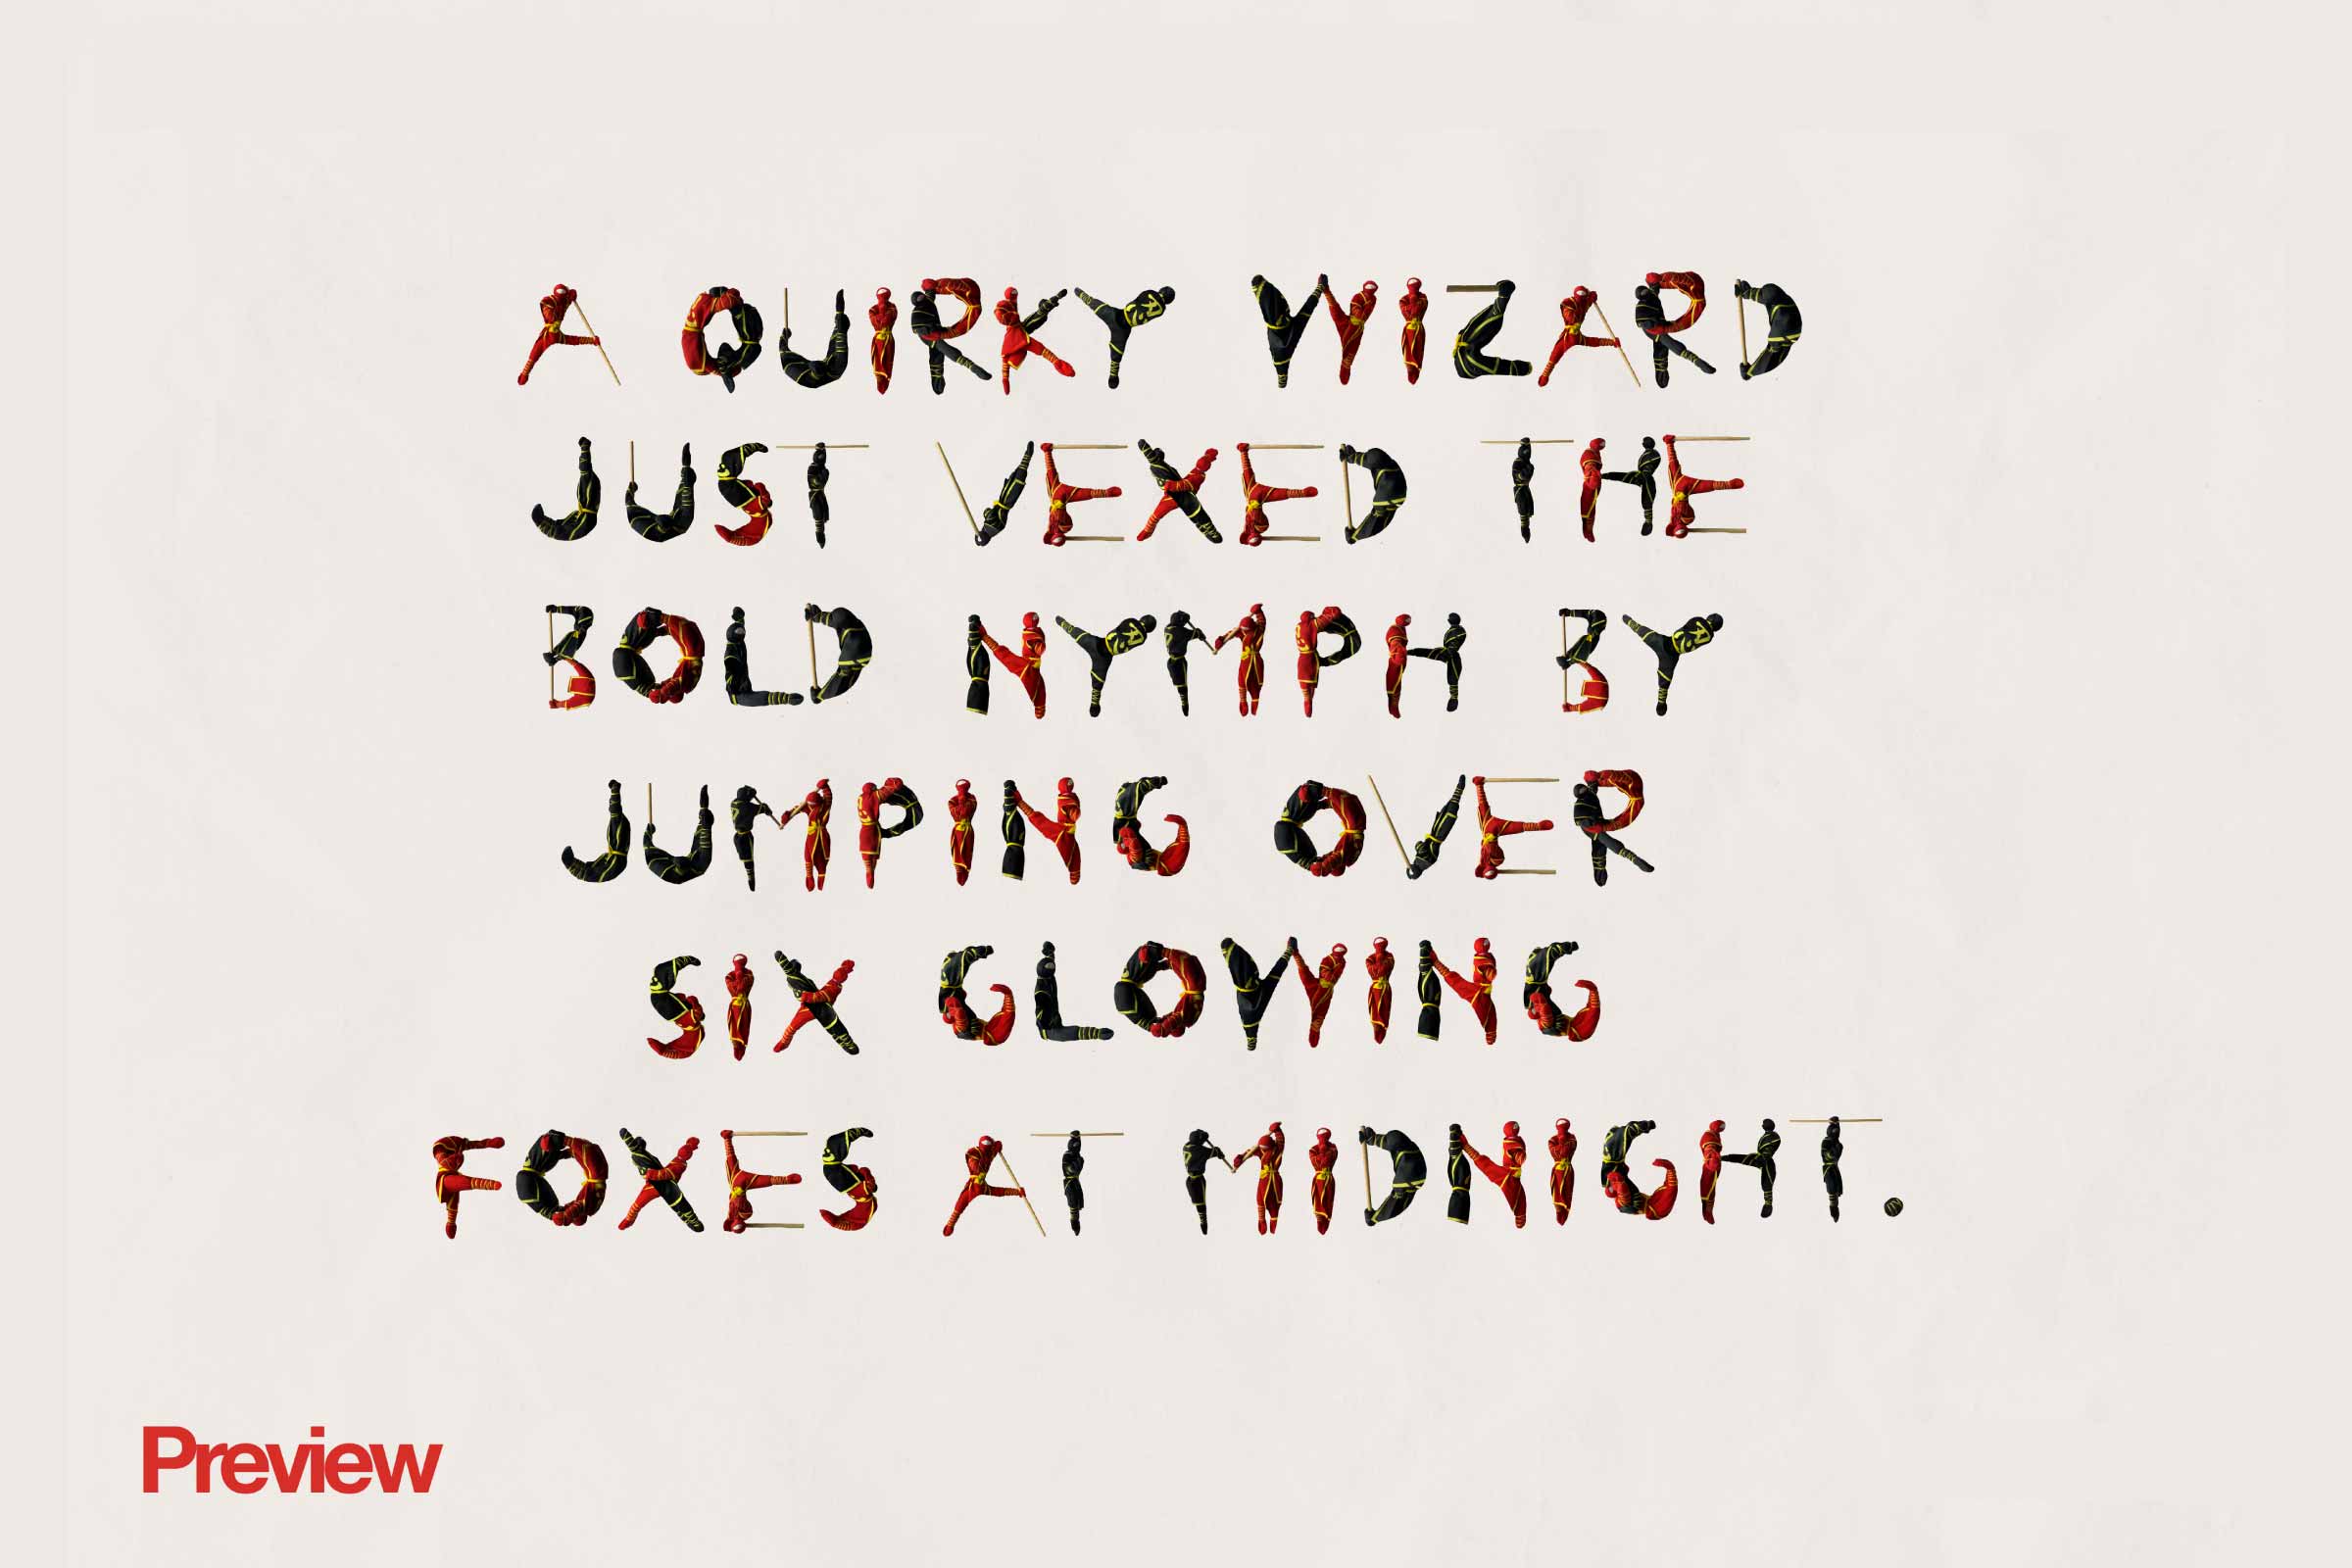 A QUIRKY WIZARD
JUST VEXED THE
BOLD NYMPH BY
JUMPING OVER
SIX GLOWING
FOXES AT MIDNIGHT.
Preview